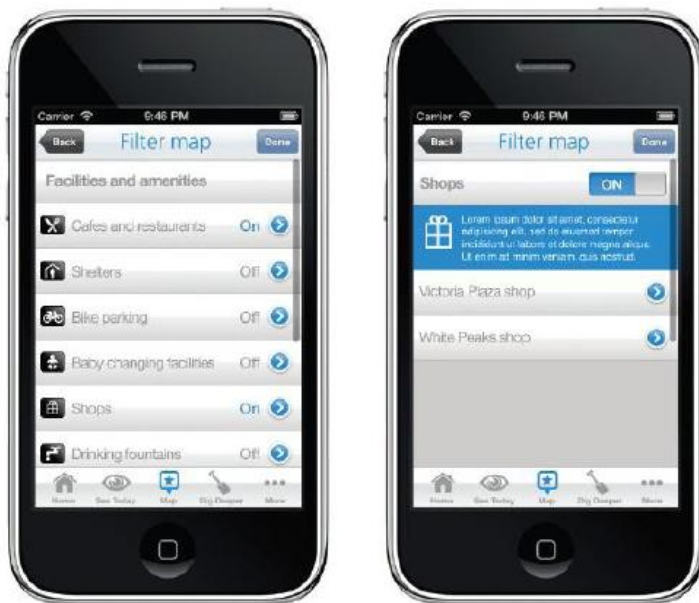 Carrier 9:46 PM
Back Filter map Done
Facilities and amenities
Cafes and restaurants On
Shelters Off
Bike parking Off
Baby changing facilities Off
Shops On
Drinking fountains Off
Home See Today Map Dig Deeper More
Carrier 9:46 PM
Back Filter map Done
Shops ON
Lorem ipsum dolor sit amet, consectetur
adipisicing elit, sed do eiusmod tempor
incididunt ut labore et dolore magna aliqua.
Ut enim ad minim veniam, quis nostrud.
Victoria Plaza shop
White Peaks shop
Home See Today Map Dig Deeper More